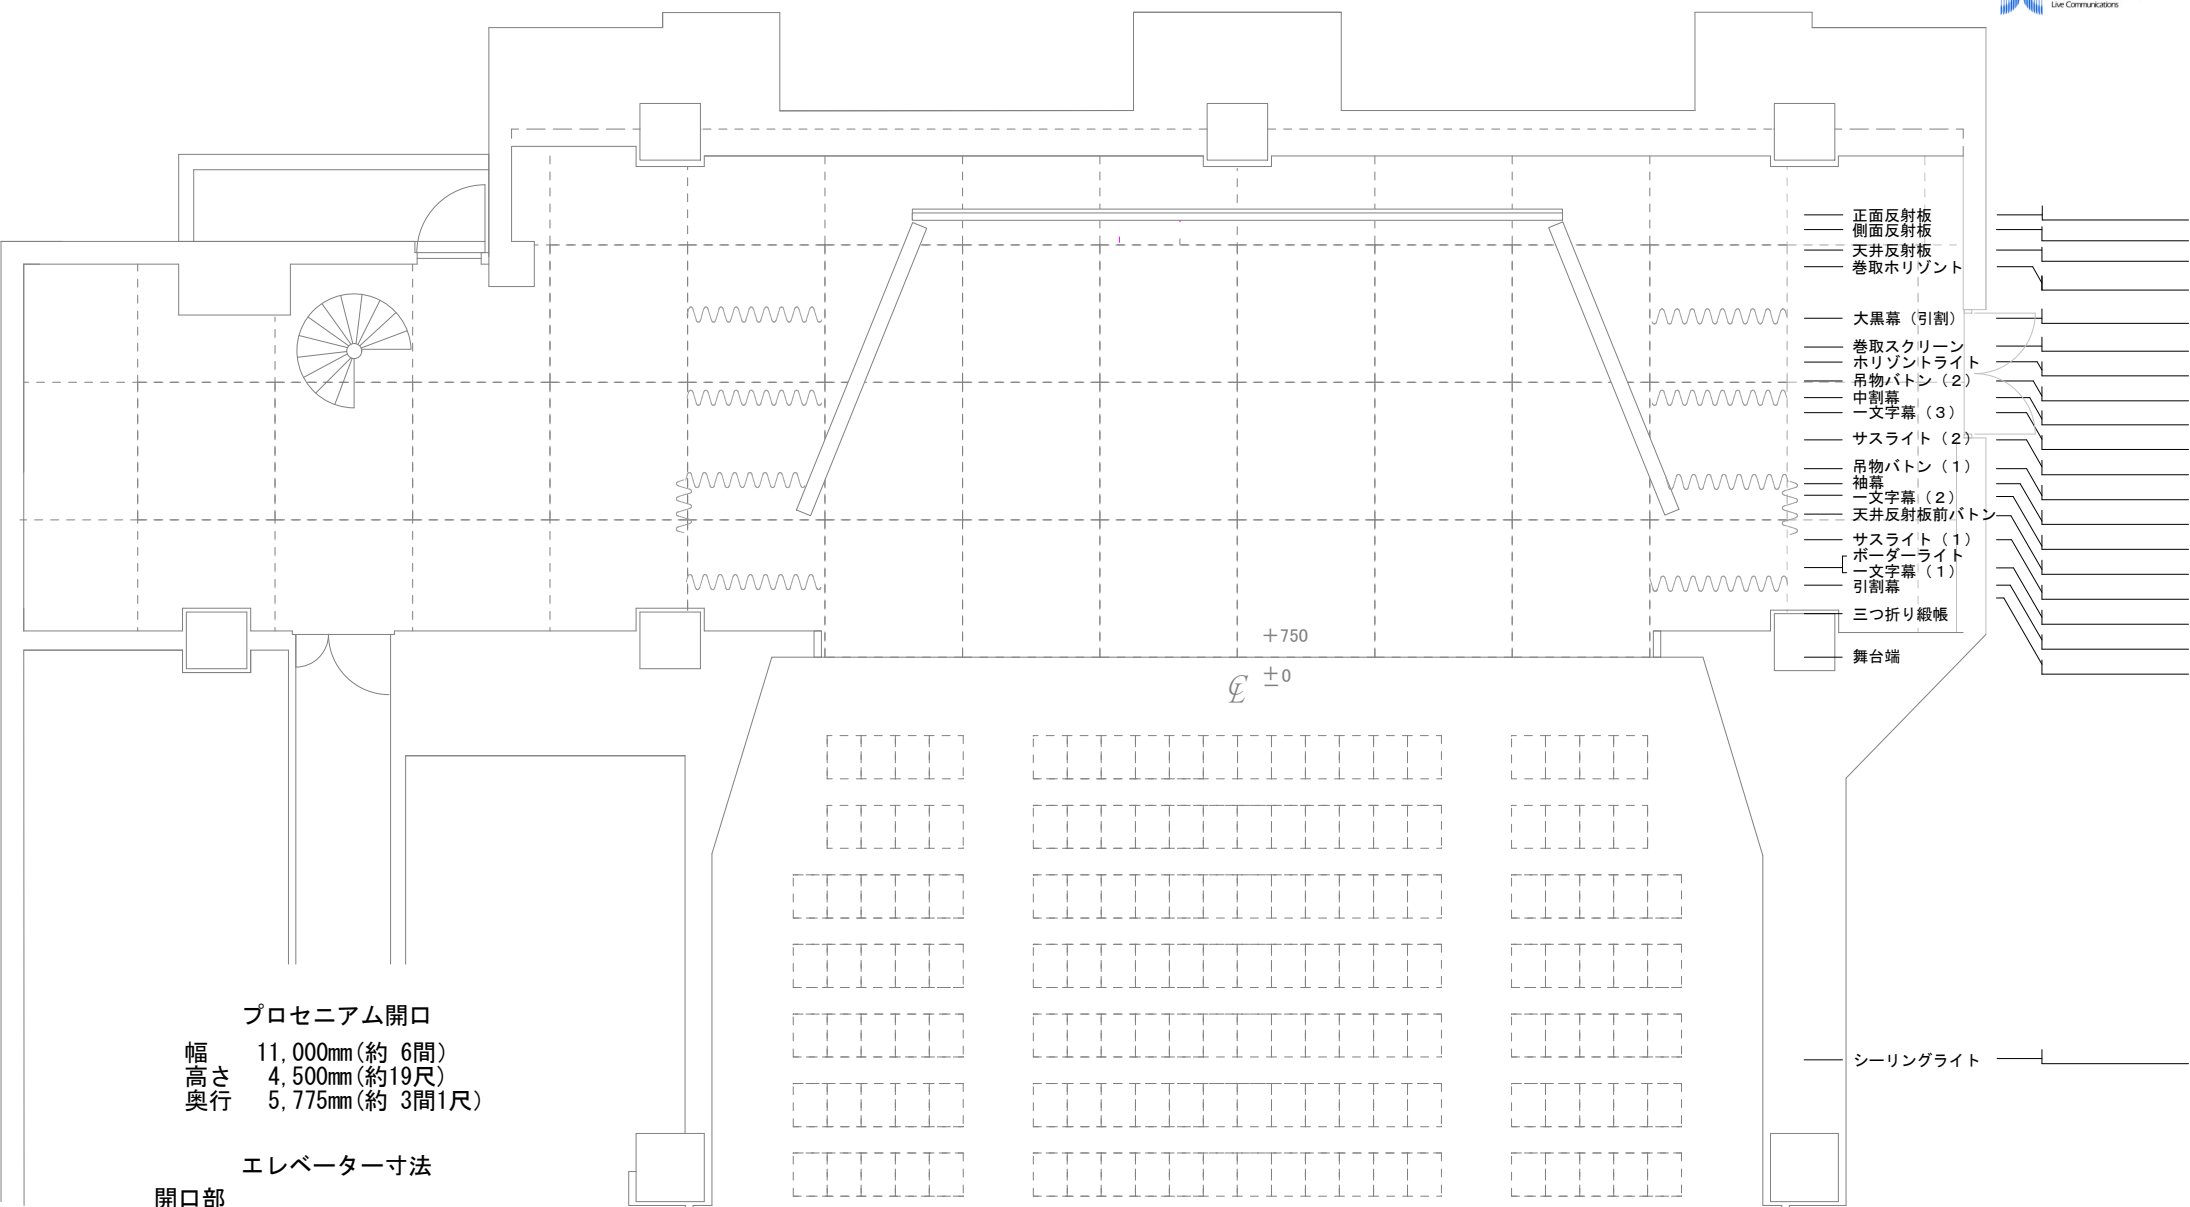 Live Communications
正面反射板
側面反射板
天井反射板
巻取ホリゾント
大黒幕（引割）
巻取スクリーン
ホリゾントライト
吊物バトン（２）
中割幕
一文字幕（３）
サスライト（２）
吊物バトン（１）
袖幕
一文字幕（２）
天井反射板前バトン
サスライト（１）
ボーダーライト
一文字幕（１）
引割幕
三つ折り緞帳
舞台端
+750
℄ ±0
プロセニアム開口
幅 11,000mm(約 6間)
高さ 4,500mm(約19尺)
奥行 5,775mm(約 3間1尺)
シーリングライト
エレベーター寸法
開口部